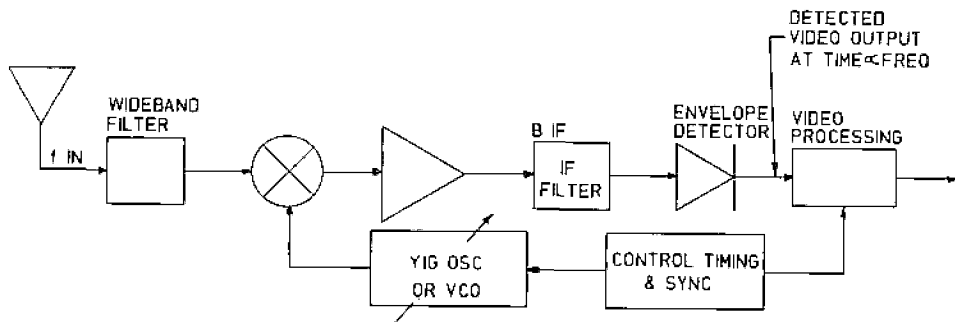 DETECTED
VIDEO OUTPUT
AT TIME∝FREQ
WIDEBAND
FILTER
ENVELOPE
DETECTOR
VIDEO
PROCESSING
B IF
f IN
IF
FILTER
YIG OSC
OR VCO
CONTROL TIMING
& SYNC